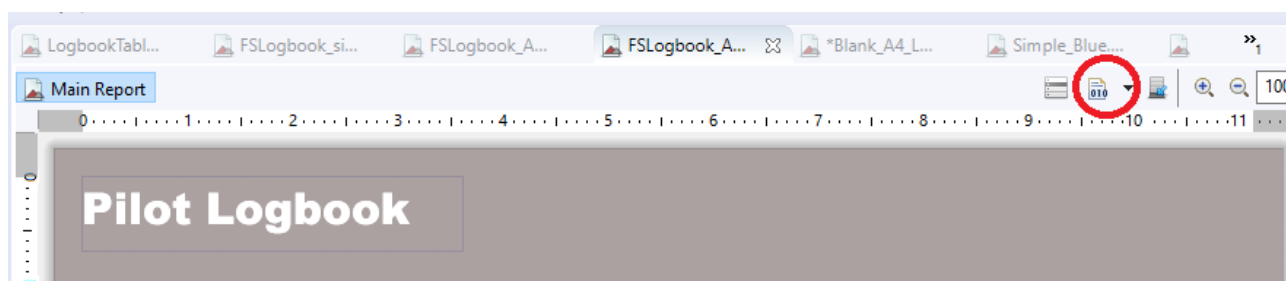 LogbookTabl... FSLogbook_si... FSLogbook_A... FSLogbook_A... *Blank_A4_L... Simple_Blue.... »1
Main Report 010 100
0 1 2 3 4 5 6 7 8 9 10 11
0
Pilot Logbook